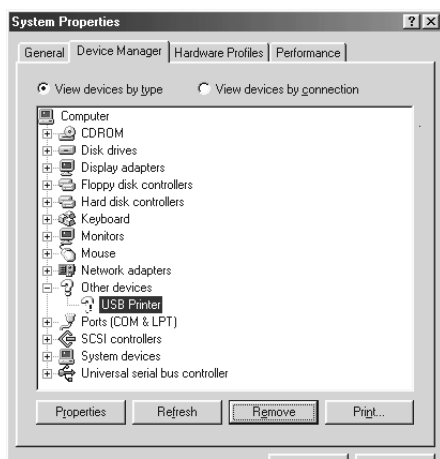 System Properties
General Device Manager Hardware Profiles Performance
View devices by type View devices by connection
Computer
CDROM
Disk drives
Display adapters
Floppy disk controllers
Hard disk controllers
Keyboard
Monitors
Mouse
Network adapters
Other devices
USB Printer
Ports (COM & LPT)
SCSI controllers
System devices
Universal serial bus controller
Properties Refresh Remove Print...